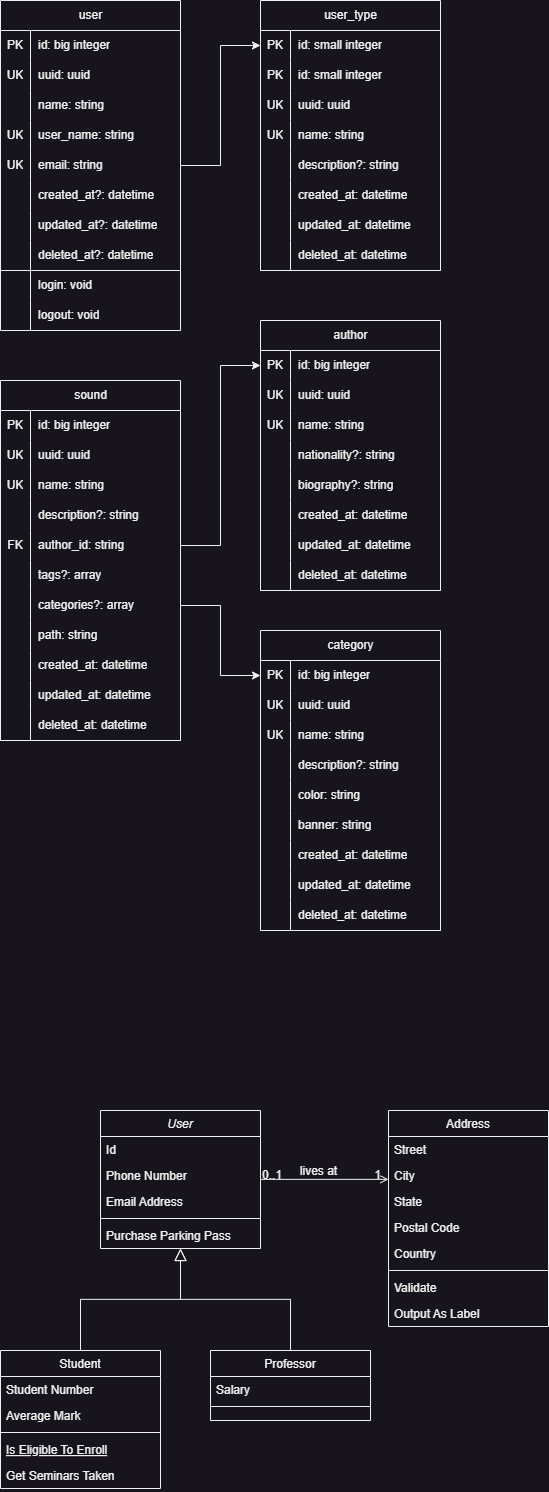 user
PK id: big integer
UK uuid: uuid
name: string
UK user_name: string
UK email: string
created_at?: datetime
updated_at?: datetime
deleted_at?: datetime
login: void
logout: void
user_type
PK id: small integer
PK id: small integer
UK uuid: uuid
UK name: string
description?: string
created_at: datetime
updated_at: datetime
deleted_at: datetime
author
PK id: big integer
UK uuid: uuid
UK name: string
nationality?: string
biography?: string
created_at: datetime
updated_at: datetime
deleted_at: datetime
sound
PK id: big integer
UK uuid: uuid
UK name: string
description?: string
FK author_id: string
tags?: array
categories?: array
path: string
created_at: datetime
updated_at: datetime
deleted_at: datetime
category
PK id: big integer
UK uuid: uuid
UK name: string
description?: string
color: string
banner: string
created_at: datetime
updated_at: datetime
deleted_at: datetime
User
Id
Phone Number
Email Address
Purchase Parking Pass
0..1 lives at 1
Address
Street
City
State
Postal Code
Country
Validate
Output As Label
Student
Student Number
Average Mark
Is Eligible To Enroll
Get Seminars Taken
Professor
Salary